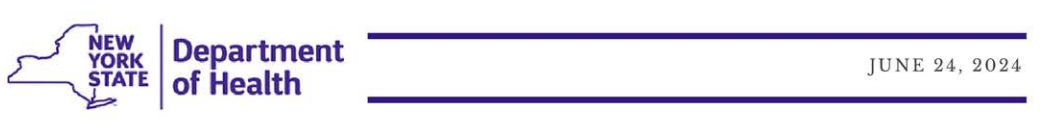 NEW
YORK
STATE
Department
of Health
JUNE 24, 2024